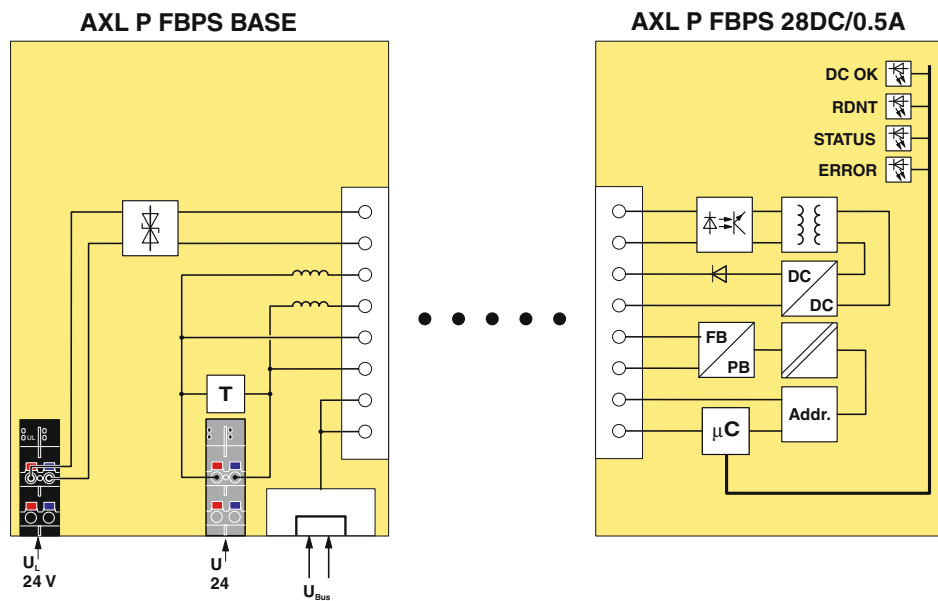 AXL P FBPS BASE
AXL P FBPS 28DC/0.5A
DC OK
RDNT
STATUS
ERROR
DC
DC
FB
PB
T
Addr.
µC
UL
UL
24 V
U
24
UBus